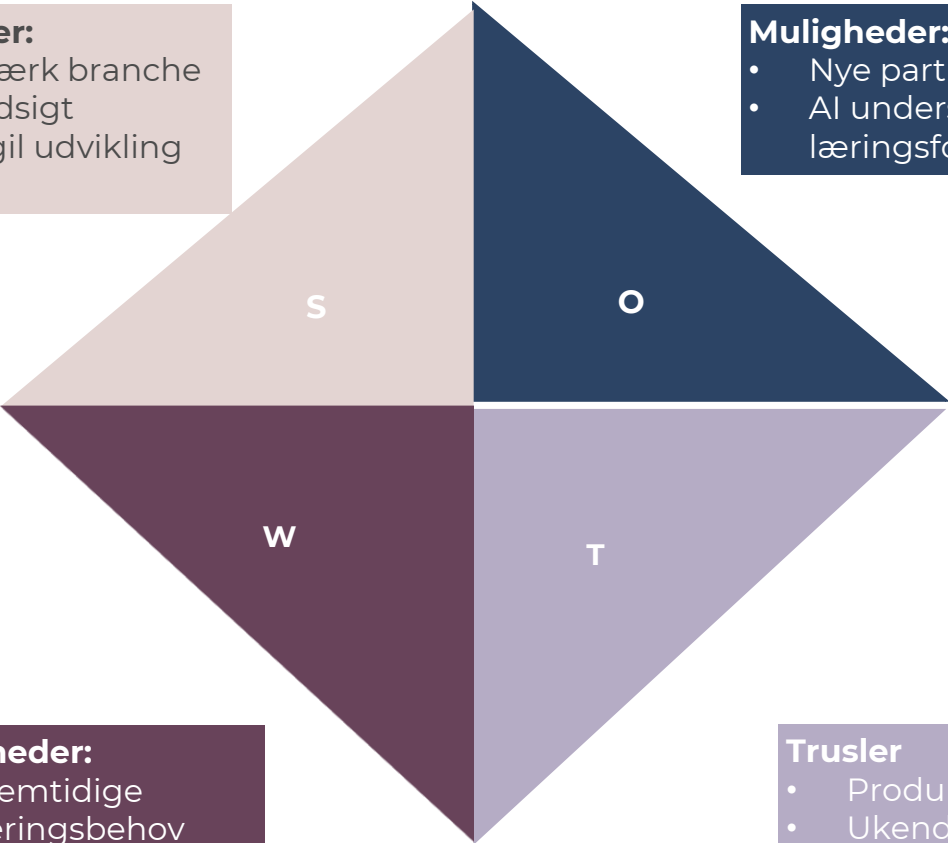 er:
ærk branche
dsigt
gil udvikling
Muligheder:
• Nye part
• AI unders
læringsfo
S
O
W
T
heder:
emtidige
eringsbehov
Trusler
• Produ
• Ukend